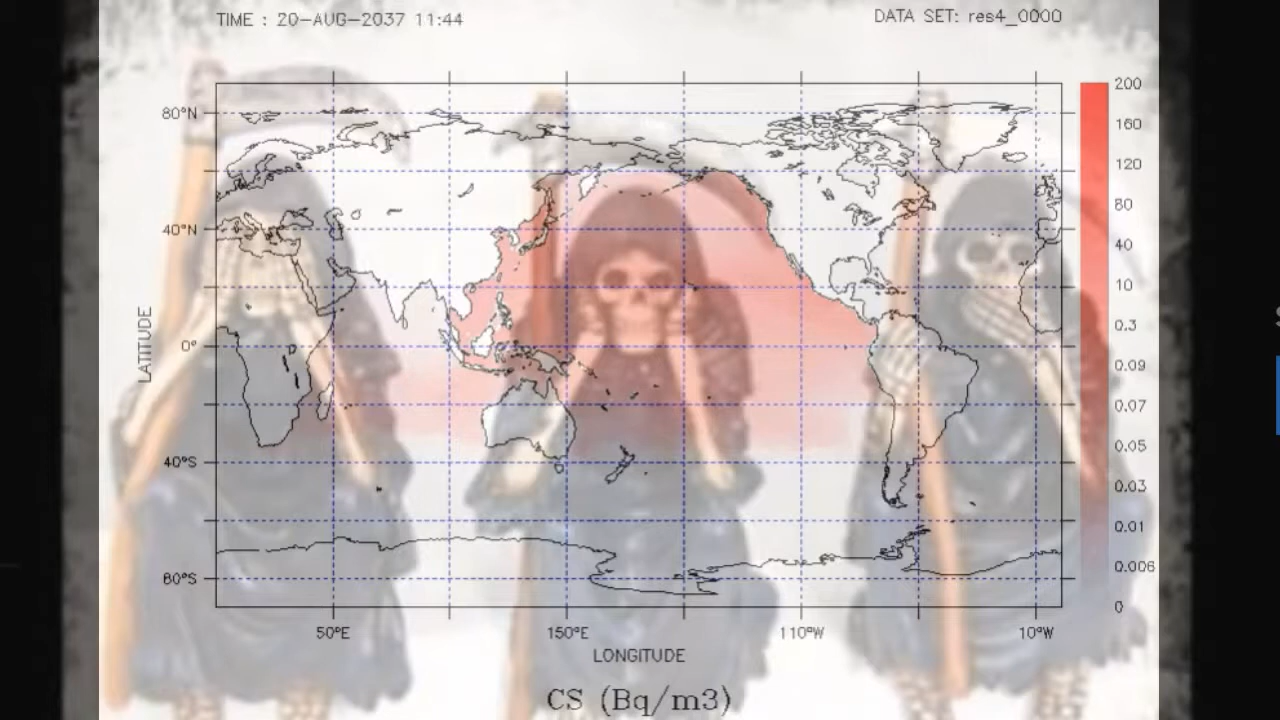 TIME : 20-AUG-2037 11:44
DATA SET: res4_0000
200
160
120
80
40
10
0.3
0.09
0.07
0.05
0.03
0.01
0.006
0
80°N
40°N
0°
40°S
80°S
LATITUDE
50°E
150°E
110°W
10°W
LONGITUDE
CS (Bq/m3)